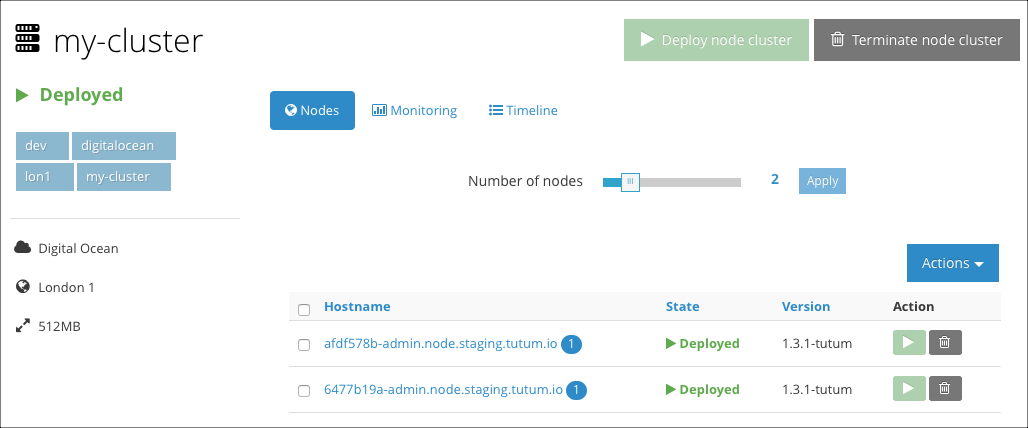 my-cluster
Deploy node cluster
Terminate node cluster
Deployed
Nodes
Monitoring
Timeline
dev
digitalocean
lon1
my-cluster
Number of nodes
2
Apply
Digital Ocean
London 1
512MB
Actions
Hostname State Version Action
afdf578b-admin.node.staging.tutum.io 1 Deployed 1.3.1-tutum
6477b19a-admin.node.staging.tutum.io 1 Deployed 1.3.1-tutum